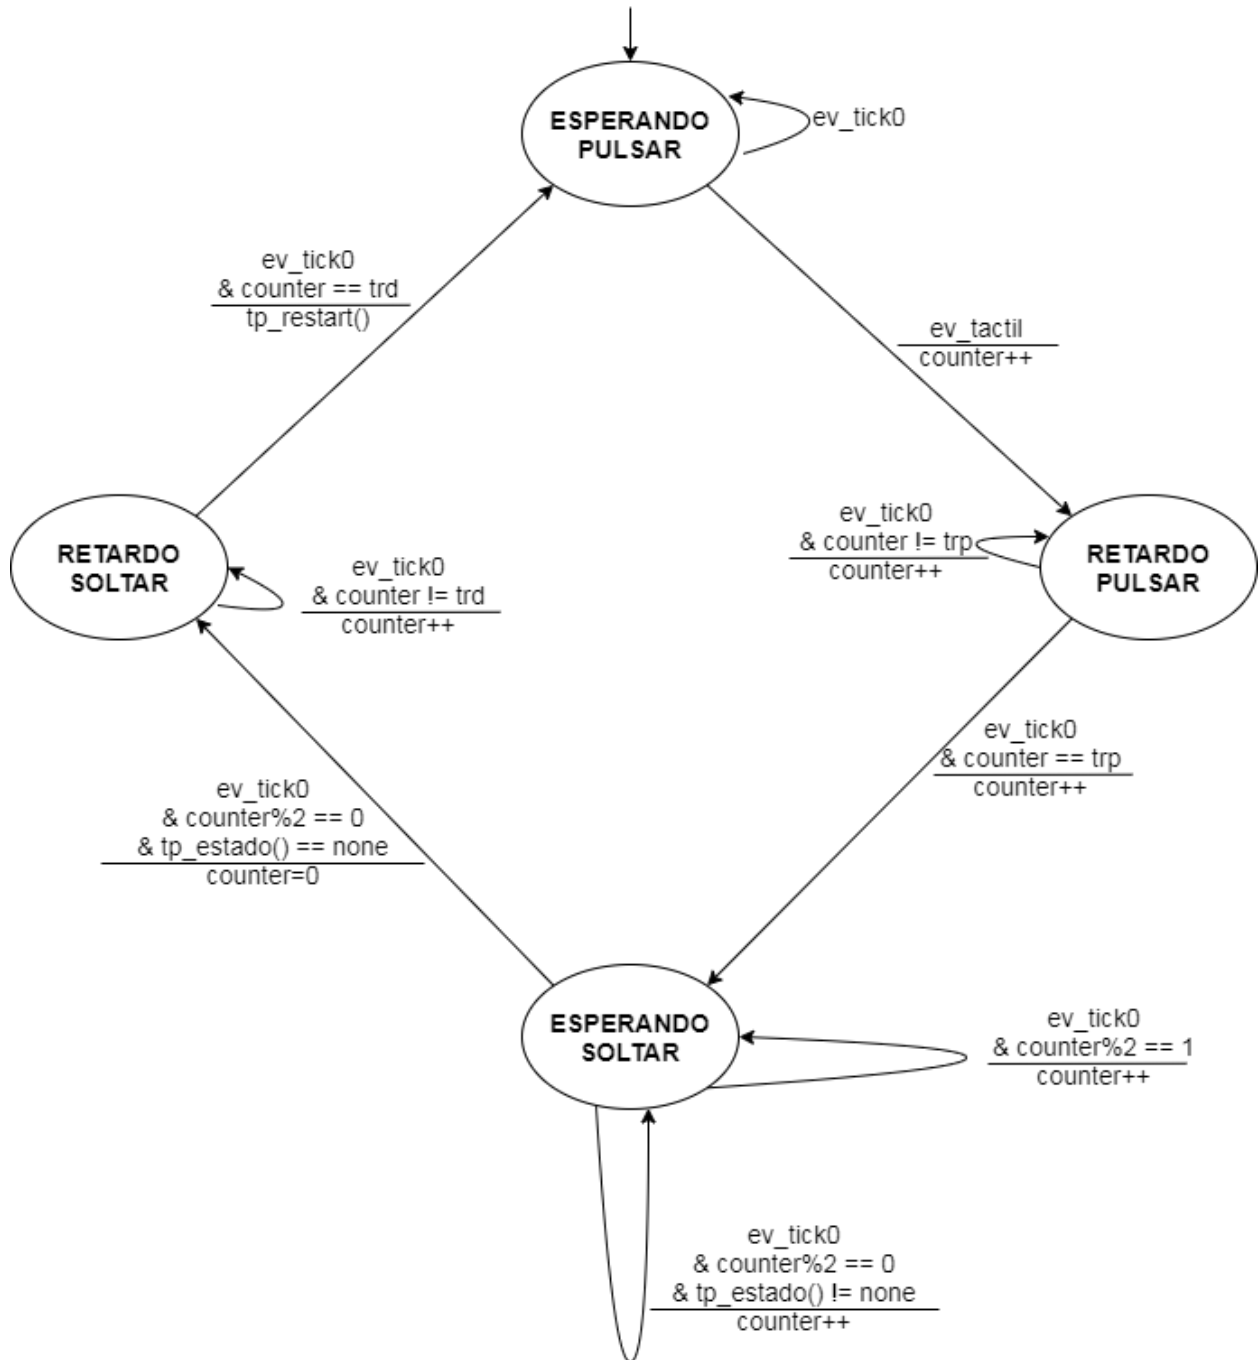 ESPERANDO
PULSAR
ev_tick0
ev_tick0
& counter == trd
tp_restart()
ev_tactil
counter++
RETARDO
SOLTAR
ev_tick0
& counter != trd
counter++
ev_tick0
& counter != trp
counter++
RETARDO
PULSAR
ev_tick0
& counter == trp
counter++
ev_tick0
& counter%2 == 0
& tp_estado() == none
counter=0
ESPERANDO
SOLTAR
ev_tick0
& counter%2 == 1
counter++
ev_tick0
& counter%2 == 0
& tp_estado() != none
counter++